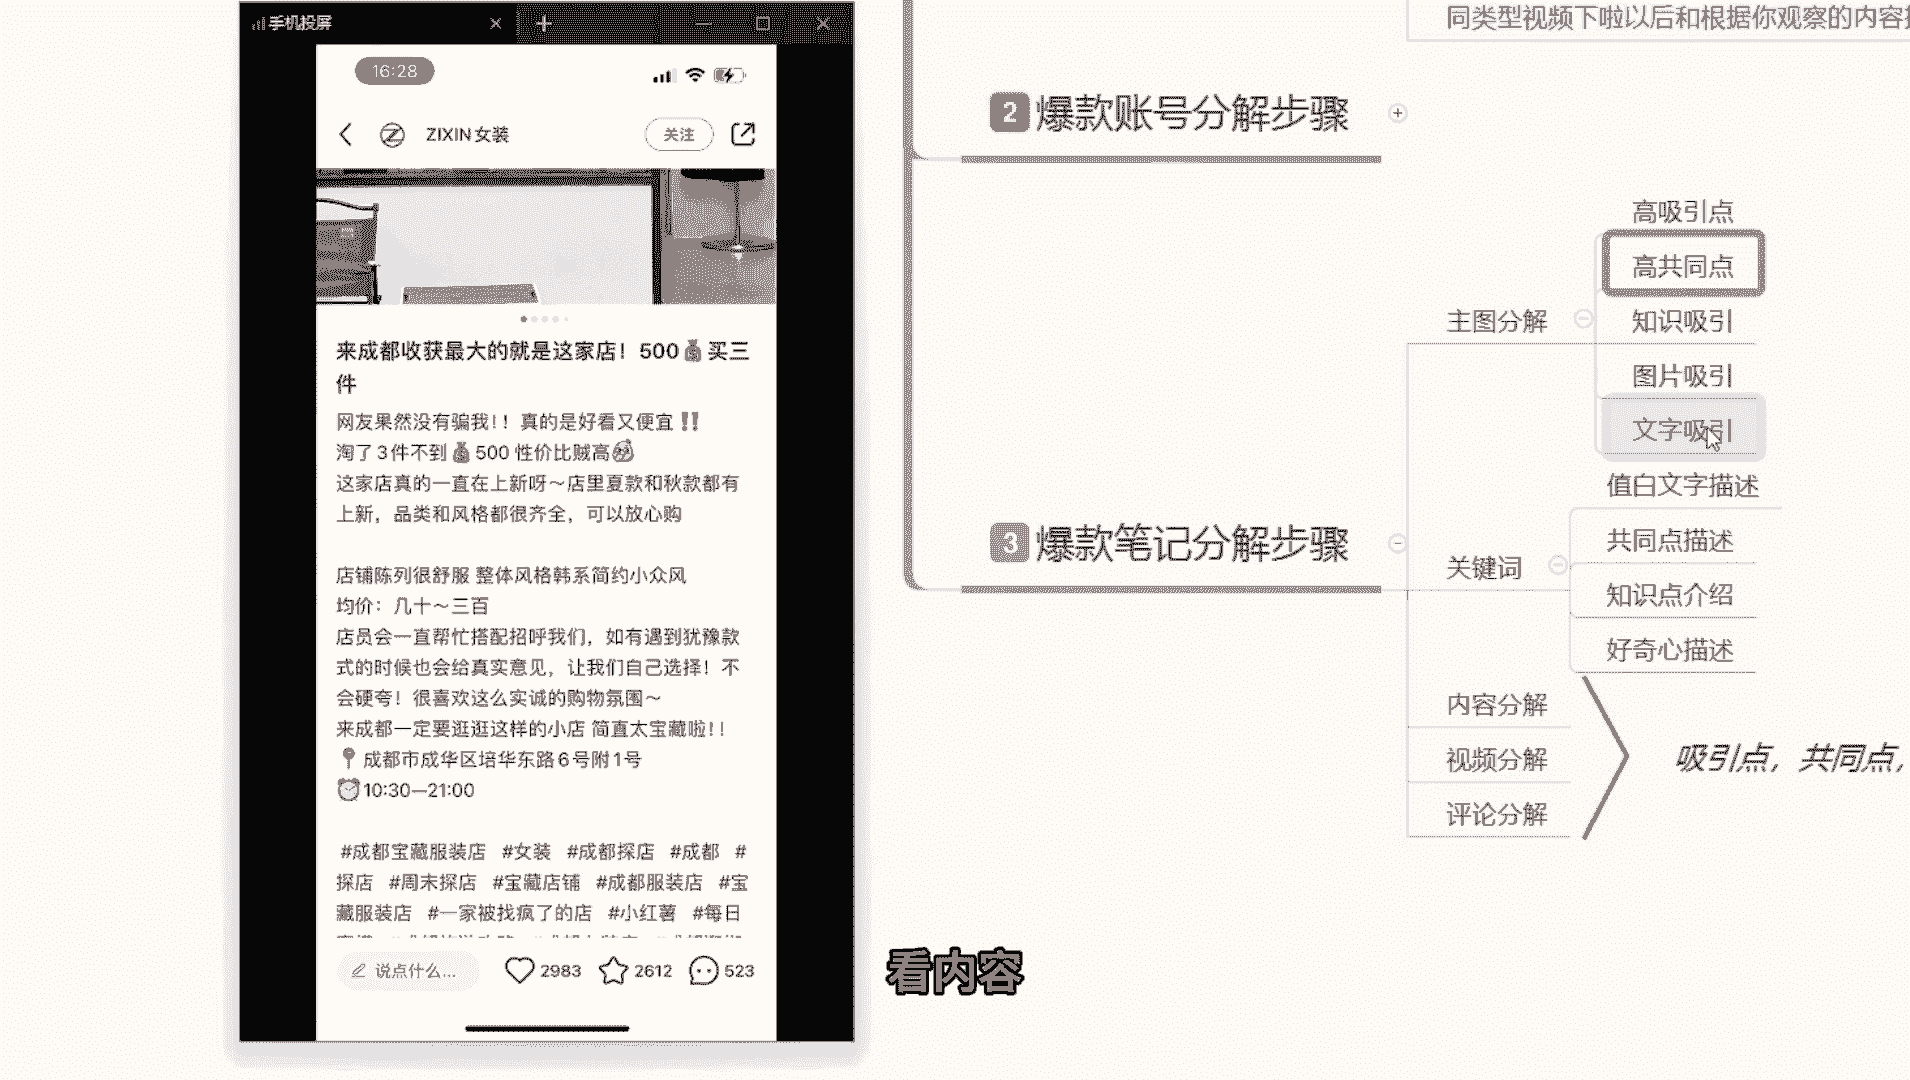 手机投屏
16:28
ZIXIN女装
关注
来成都收获最大的就是这家店！500💰买三
件
网友果然没有骗我！！真的是好看又便宜‼️
淘了3件不到💰500 性价比贼高
这家店真的一直在上新呀～店里夏款和秋款都有
上新，品类和风格都很齐全，可以放心购
店铺陈列很舒服 整体风格韩系简约小众风
均价：几十～三百
店员会一直帮忙搭配招呼我们，如有遇到犹豫款
式的时候也会给真实意见，让我们自己选择！不
会硬夸！很喜欢这么实诚的购物氛围～
来成都一定要逛逛这样的小店 简直太宝藏啦！！
📍成都市成华区培华东路6号附1号
⏰10:30—21:00
#成都宝藏服装店 #女装 #成都探店 #成都 #
探店 #周末探店 #宝藏店铺 #成都服装店 #宝
藏服装店 #一家被找疯了的店 #小红薯 #每日
说点什么...
2983
2612
523
同类型视频下啦以后和根据你观察的内容
2 爆款账号分解步骤
3 爆款笔记分解步骤
主图分解
高吸引点
高共同点
知识吸引
图片吸引
文字吸引
关键词
值白文字描述
共同点描述
知识点介绍
好奇心描述
内容分解
视频分解
评论分解
吸引点，共同点，
看内容